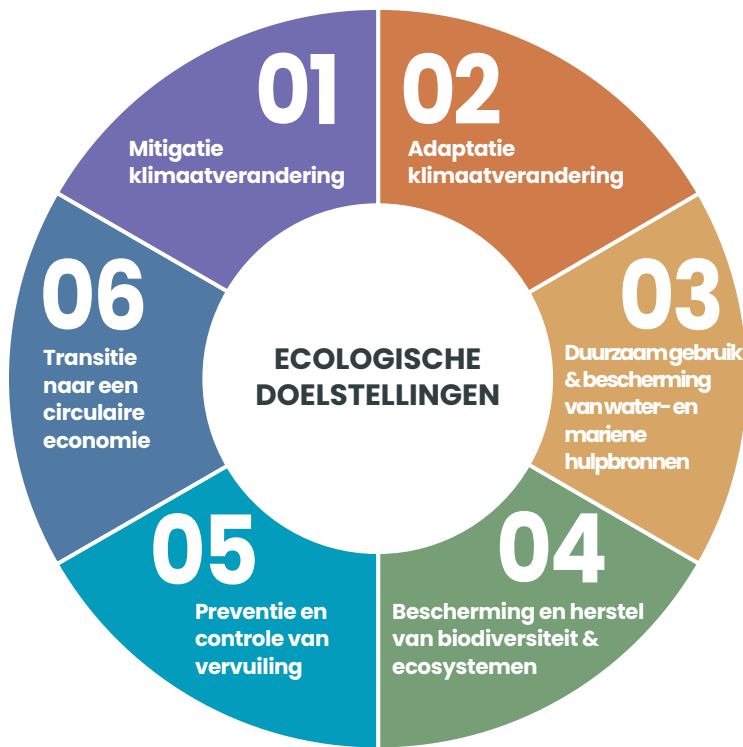 01
Mitigatie
klimaatverandering
02
Adaptatie
klimaatverandering
03
Duurzaam gebruik
& bescherming
van water- en
mariene
hulpbronnen
04
Bescherming en herstel
van biodiversiteit &
ecosystemen
05
Preventie en
controle van
vervuiling
06
Transitie
naar een
circulaire
economie
ECOLOGISCHE
DOELSTELLINGEN